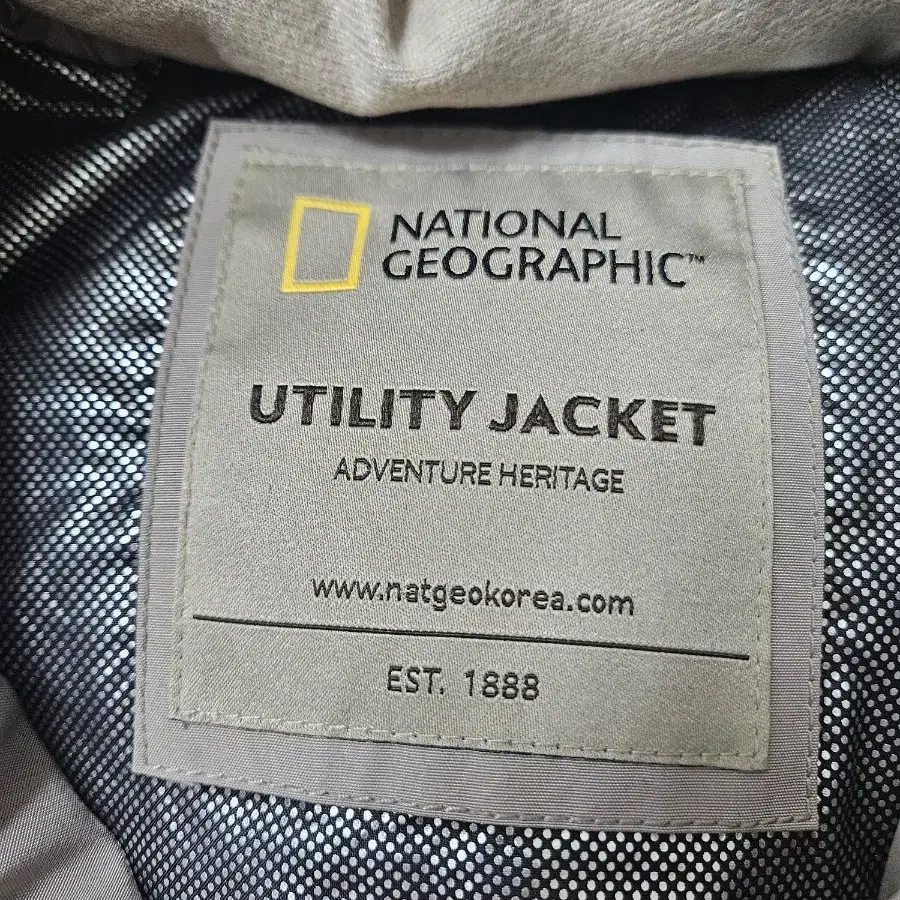 NATIONAL
GEOGRAPHIC™
UTILITY JACKET
ADVENTURE HERITAGE
www.natgeokorea.com
EST. 1888